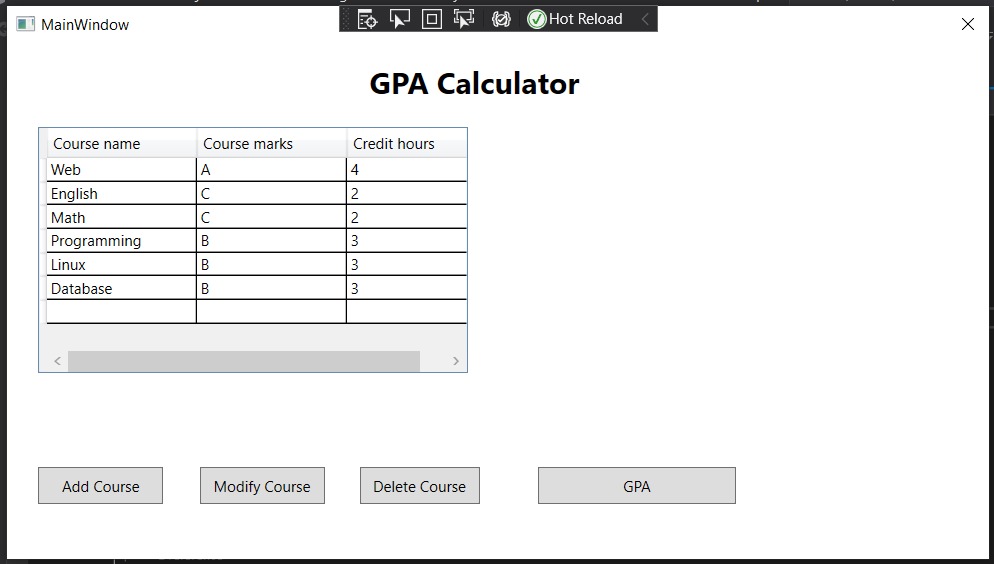 Hot Reload
MainWindow
GPA Calculator
Course name Course marks Credit hours
Web A 4
English C 2
Math C 2
Programming B 3
Linux B 3
Database B 3
Add Course Modify Course Delete Course GPA